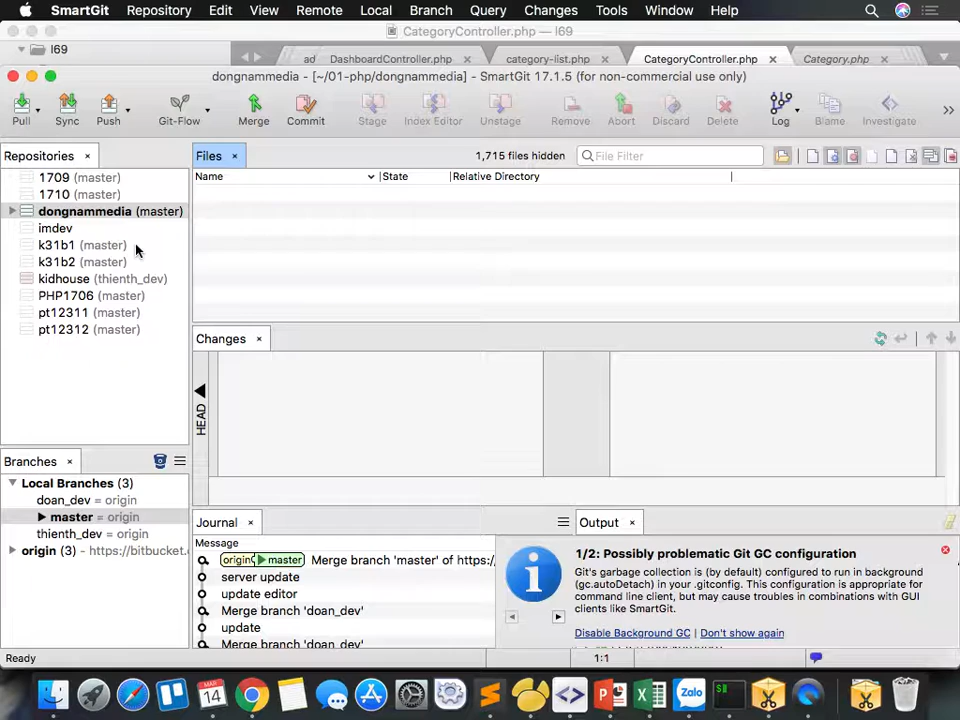 SmartGit Repository Edit View Remote Local Branch Query Changes Tools Window Help
CategoryController.php — l69
l69
ad DashboardController.php × category-list.php × CategoryController.php × Category.php ×
dongnammedia - [~/01-php/dongnammedia] - SmartGit 17.1.5 (for non-commercial use only)
Pull Sync Push Git-Flow Merge Commit Stage Index Editor Unstage Remove Abort Discard Delete Log Blame Investigate
Repositories ×
Files × 1,715 files hidden File Filter
Name State Relative Directory
1709 (master)
1710 (master)
dongnammedia (master)
imdev
k31b1 (master)
k31b2 (master)
kidhouse (thienth_dev)
PHP1706 (master)
pt12311 (master)
pt12312 (master)
Changes ×
HEAD
Branches ×
Local Branches (3)
doan_dev = origin
master = origin
thienth_dev = origin
origin (3) - https://bitbucket.
Journal ×
Message
origin master Merge branch 'master' of https:/
server update
update editor
Merge branch 'doan_dev'
update
Merge branch 'doan_dev'
Output ×
1/2: Possibly problematic Git GC configuration
Git's garbage collection is (by default) configured to run in background
(gc.autoDetach) in your .gitconfig. This configuration is appropriate for
command line client, but may cause troubles in combinations with GUI
clients like SmartGit.
Disable Background GC Don't show again
Ready 1:1
MAR
14
Zalo